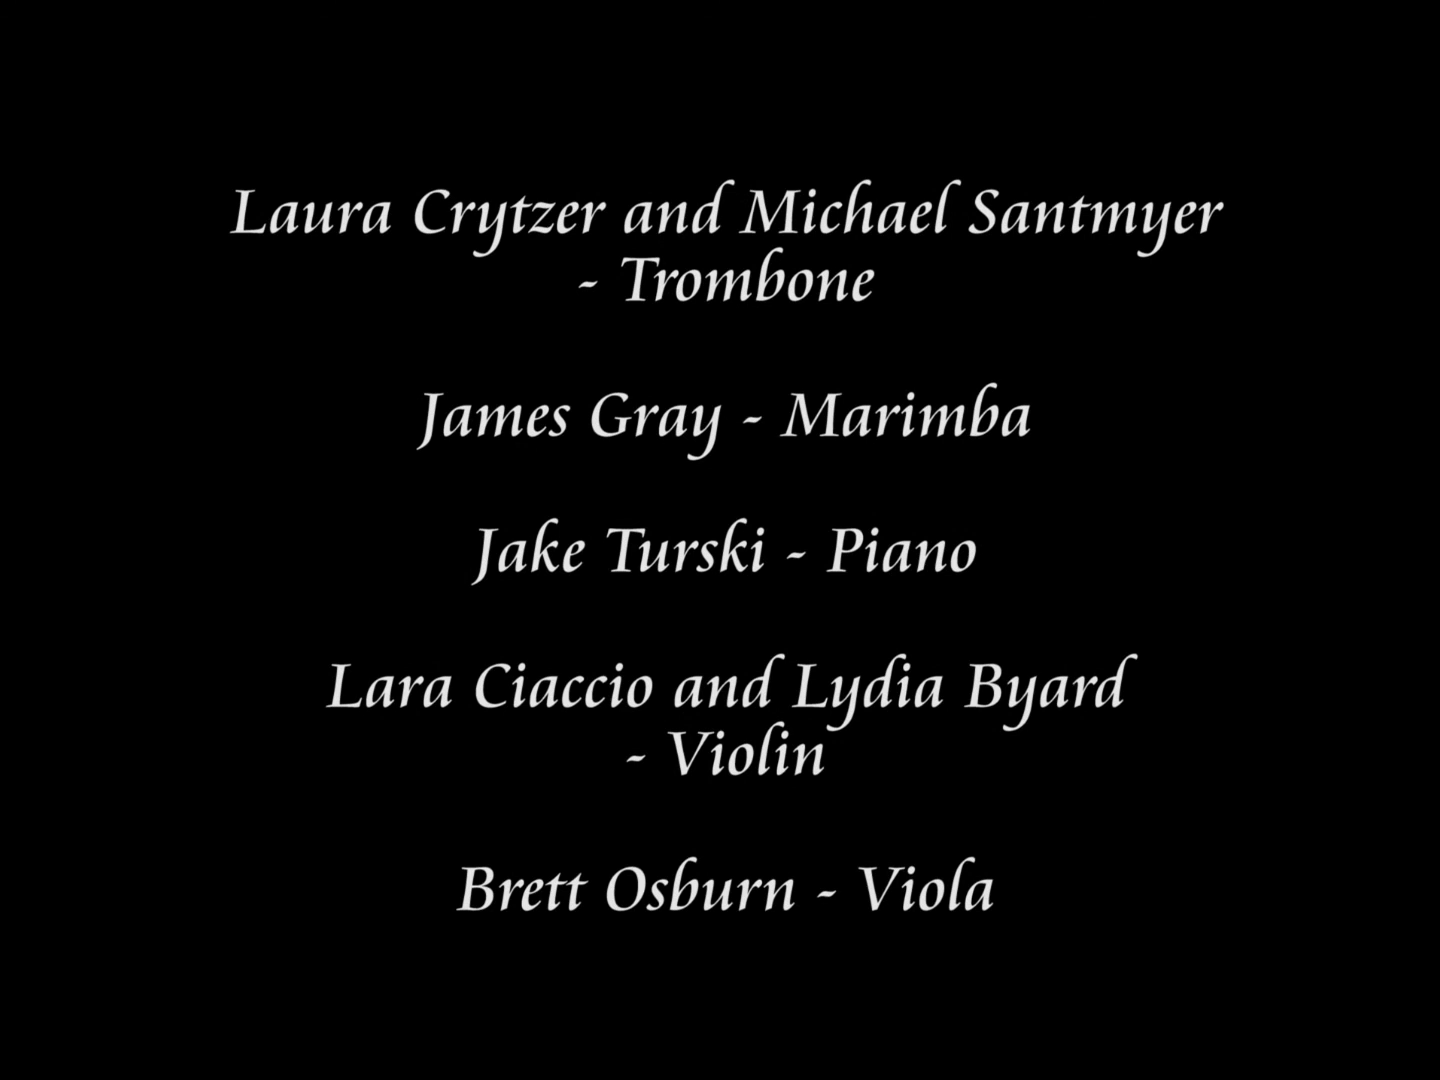 Laura Crytzer and Michael Santmyer
- Trombone
James Gray - Marimba
Jake Turski - Piano
Lara Ciaccio and Lydia Byard
- Violin
Brett Osburn - Viola